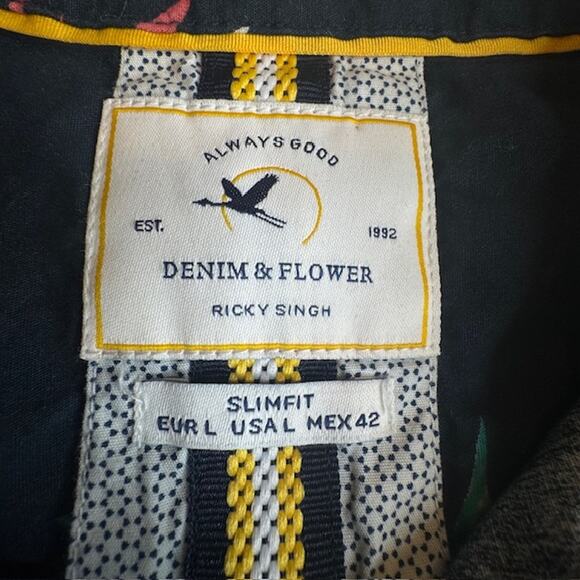 ALWAYS GOOD
EST. 1992
DENIM & FLOWER
RICKY SINGH
SLIMFIT
EUR L USA L MEX 42